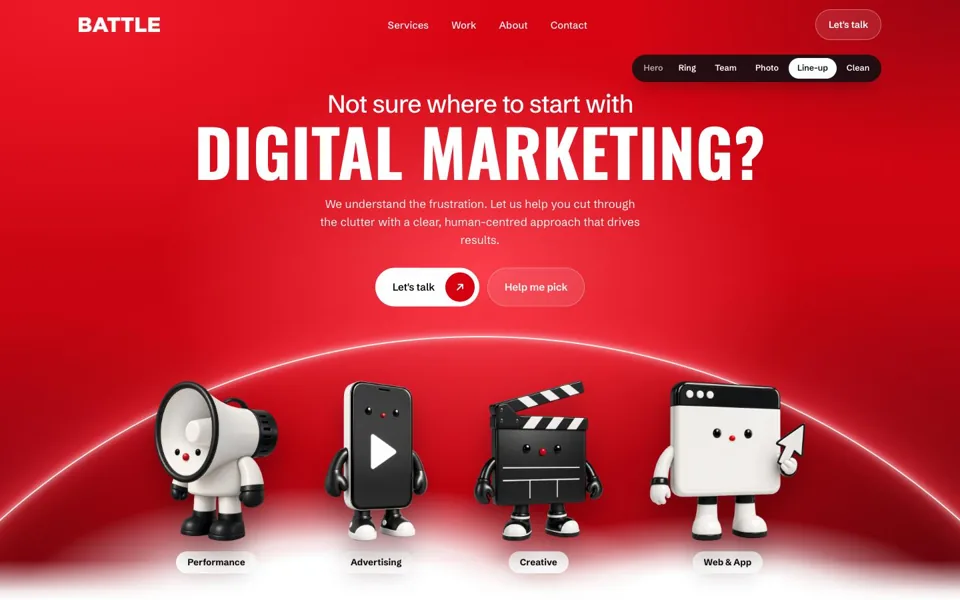 BATTLE
Services Work About Contact
Let's talk
Hero Ring Team Photo Line-up Clean
Not sure where to start with
DIGITAL MARKETING?
We understand the frustration. Let us help you cut through
the clutter with a clear, human-centred approach that drives
results.
Let's talk
Help me pick
Performance
Advertising
Creative
Web & App